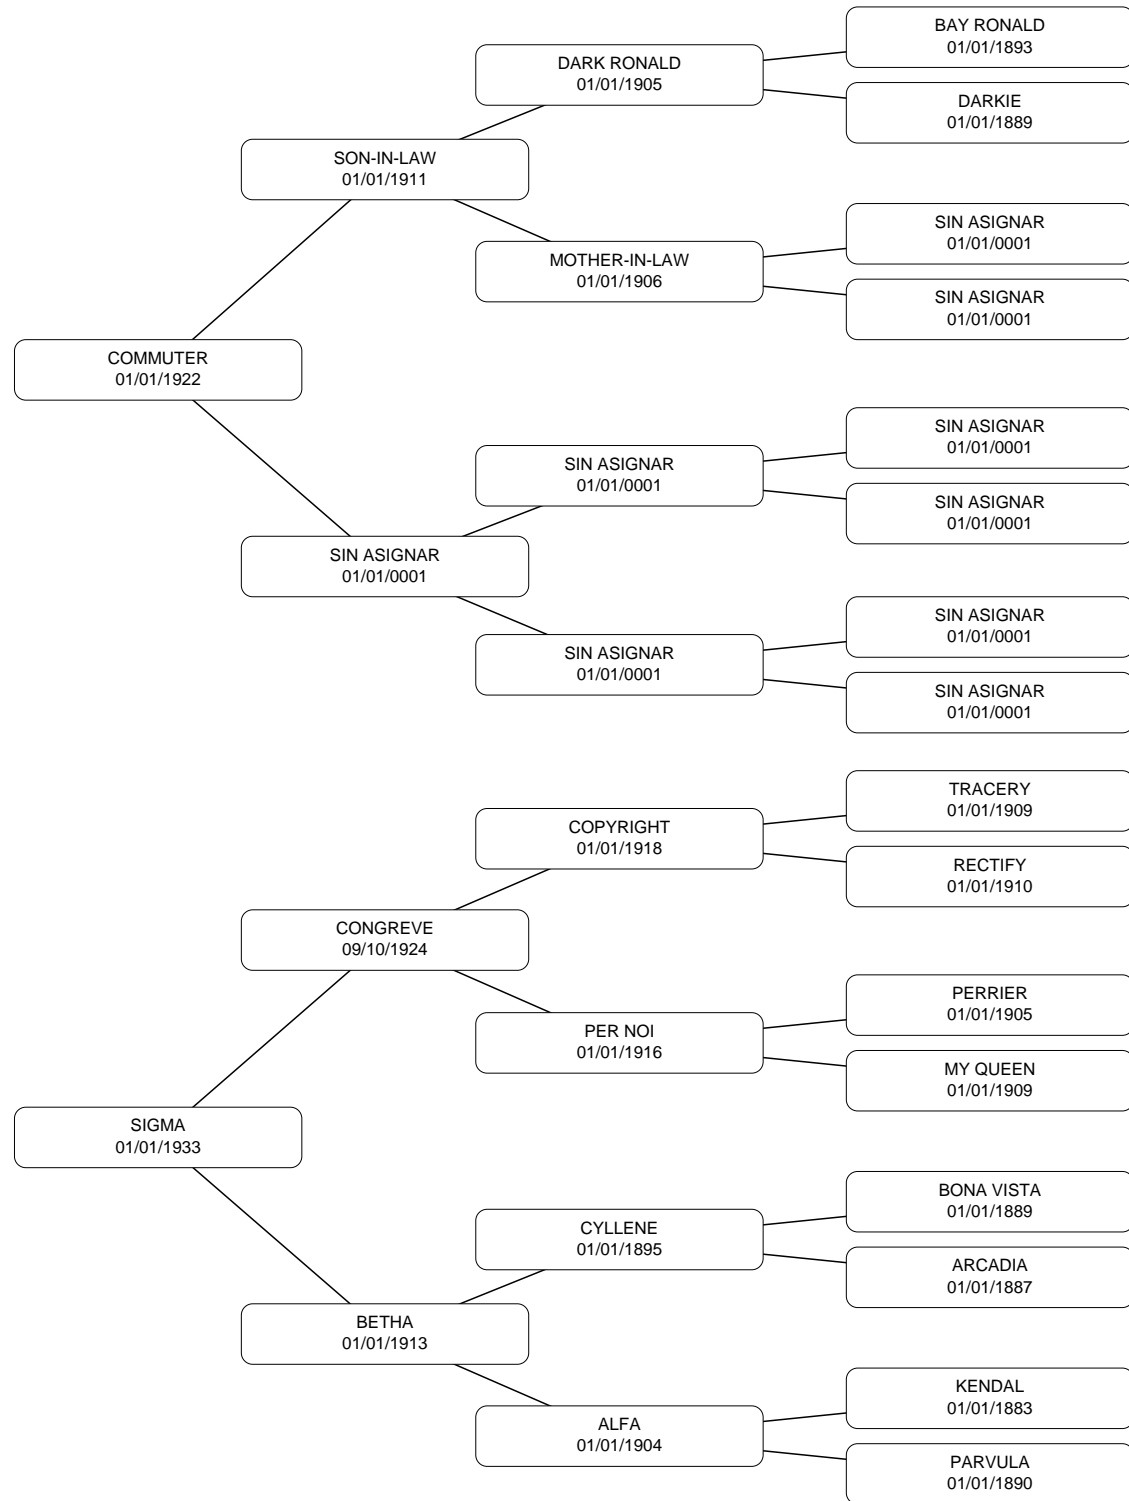 BAY RONALD
01/01/1893
DARK RONALD
01/01/1905
DARKIE
01/01/1889
SON-IN-LAW
01/01/1911
SIN ASIGNAR
01/01/0001
MOTHER-IN-LAW
01/01/1906
SIN ASIGNAR
01/01/0001
COMMUTER
01/01/1922
SIN ASIGNAR
01/01/0001
SIN ASIGNAR
01/01/0001
SIN ASIGNAR
01/01/0001
SIN ASIGNAR
01/01/0001
SIN ASIGNAR
01/01/0001
SIN ASIGNAR
01/01/0001
SIN ASIGNAR
01/01/0001
TRACERY
01/01/1909
COPYRIGHT
01/01/1918
RECTIFY
01/01/1910
CONGREVE
09/10/1924
PERRIER
01/01/1905
PER NOI
01/01/1916
MY QUEEN
01/01/1909
SIGMA
01/01/1933
BONA VISTA
01/01/1889
CYLLENE
01/01/1895
ARCADIA
01/01/1887
BETHA
01/01/1913
KENDAL
01/01/1883
ALFA
01/01/1904
PARVULA
01/01/1890